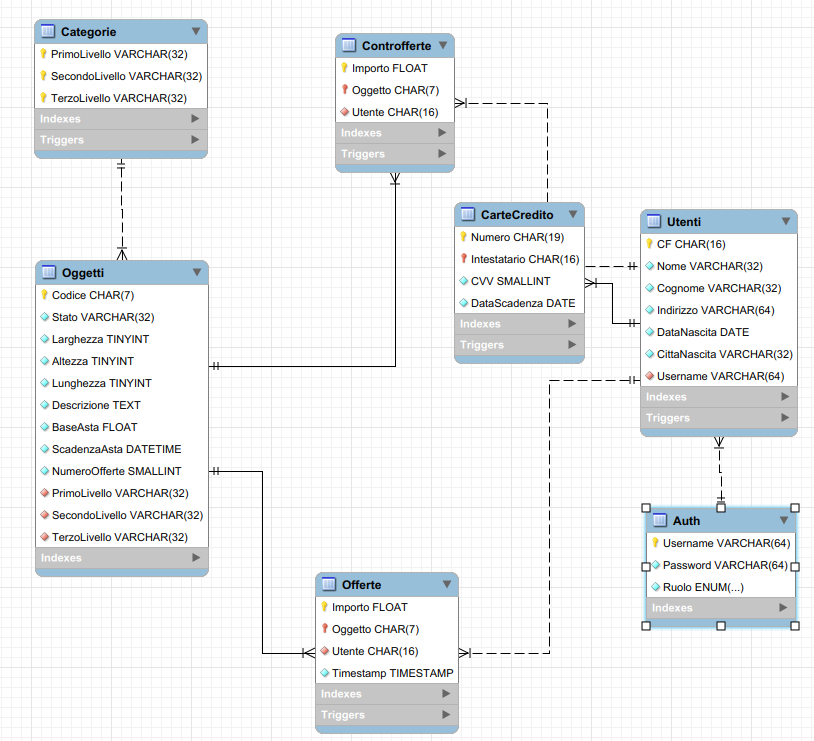 Categorie
PrimoLivello VARCHAR(32)
SecondoLivello VARCHAR(32)
TerzoLivello VARCHAR(32)
Indexes
Triggers
Controfferte
Importo FLOAT
Oggetto CHAR(7)
Utente CHAR(16)
Indexes
Triggers
CarteCredito
Numero CHAR(19)
Intestatario CHAR(16)
CVV SMALLINT
DataScadenza DATE
Indexes
Triggers
Utenti
CF CHAR(16)
Nome VARCHAR(32)
Cognome VARCHAR(32)
Indirizzo VARCHAR(64)
DataNascita DATE
CittaNascita VARCHAR(32)
Username VARCHAR(64)
Indexes
Triggers
Oggetti
Codice CHAR(7)
Stato VARCHAR(32)
Larghezza TINYINT
Altezza TINYINT
Lunghezza TINYINT
Descrizione TEXT
BaseAsta FLOAT
ScadenzaAsta DATETIME
NumeroOfferte SMALLINT
PrimoLivello VARCHAR(32)
SecondoLivello VARCHAR(32)
TerzoLivello VARCHAR(32)
Indexes
Auth
Username VARCHAR(64)
Password VARCHAR(64)
Ruolo ENUM(...)
Indexes
Offerte
Importo FLOAT
Oggetto CHAR(7)
Utente CHAR(16)
Timestamp TIMESTAMP
Indexes
Triggers